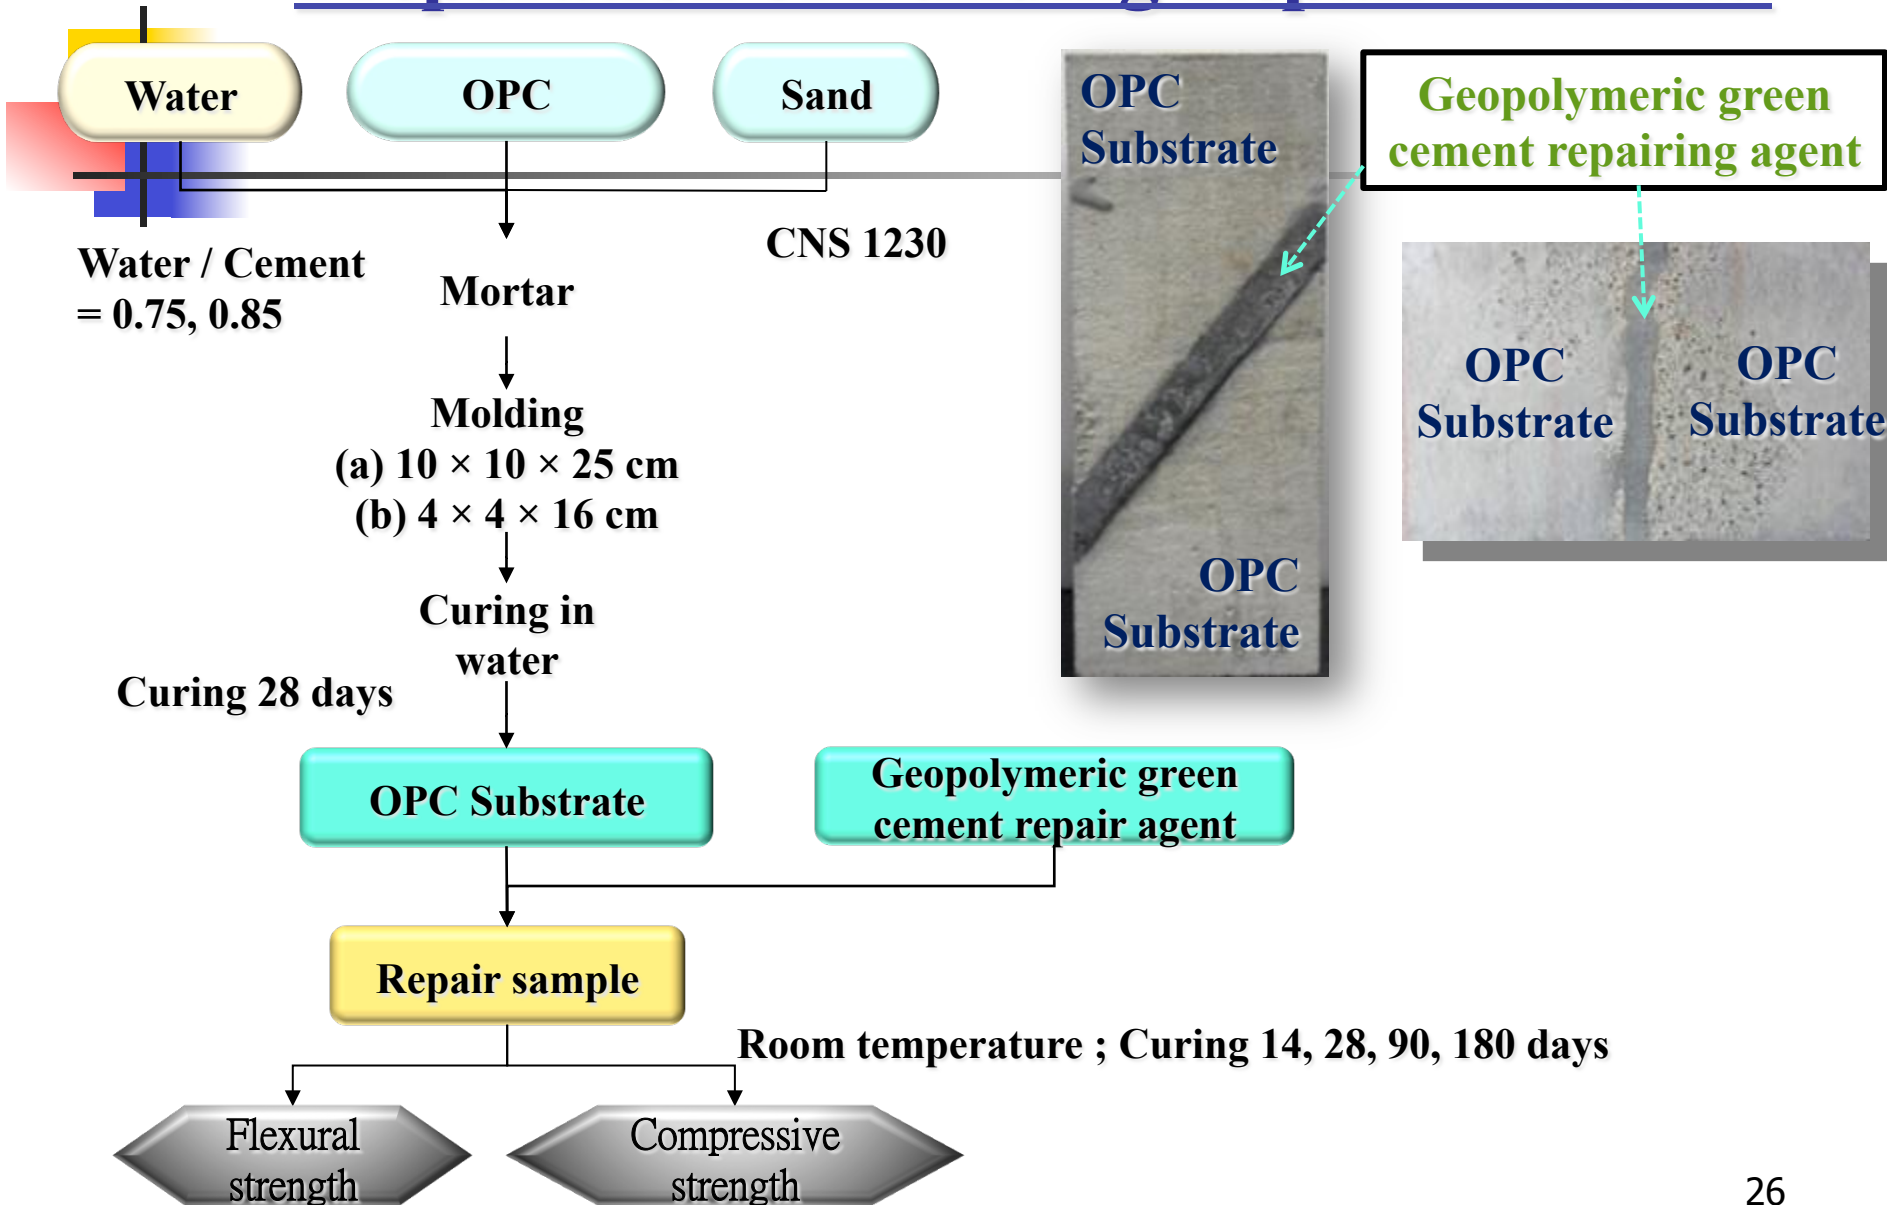 Water
OPC
Sand
OPC
Substrate
Geopolymeric green
cement repairing agent
Water / Cement
= 0.75, 0.85
CNS 1230
Mortar
OPC
Substrate
OPC
Substrate
Molding
(a) 10 × 10 × 25 cm
(b) 4 × 4 × 16 cm
OPC
Substrate
Curing in
water
Curing 28 days
OPC Substrate
Geopolymeric green
cement repair agent
Repair sample
Room temperature ; Curing 14, 28, 90, 180 days
Flexural
strength
Compressive
strength
26